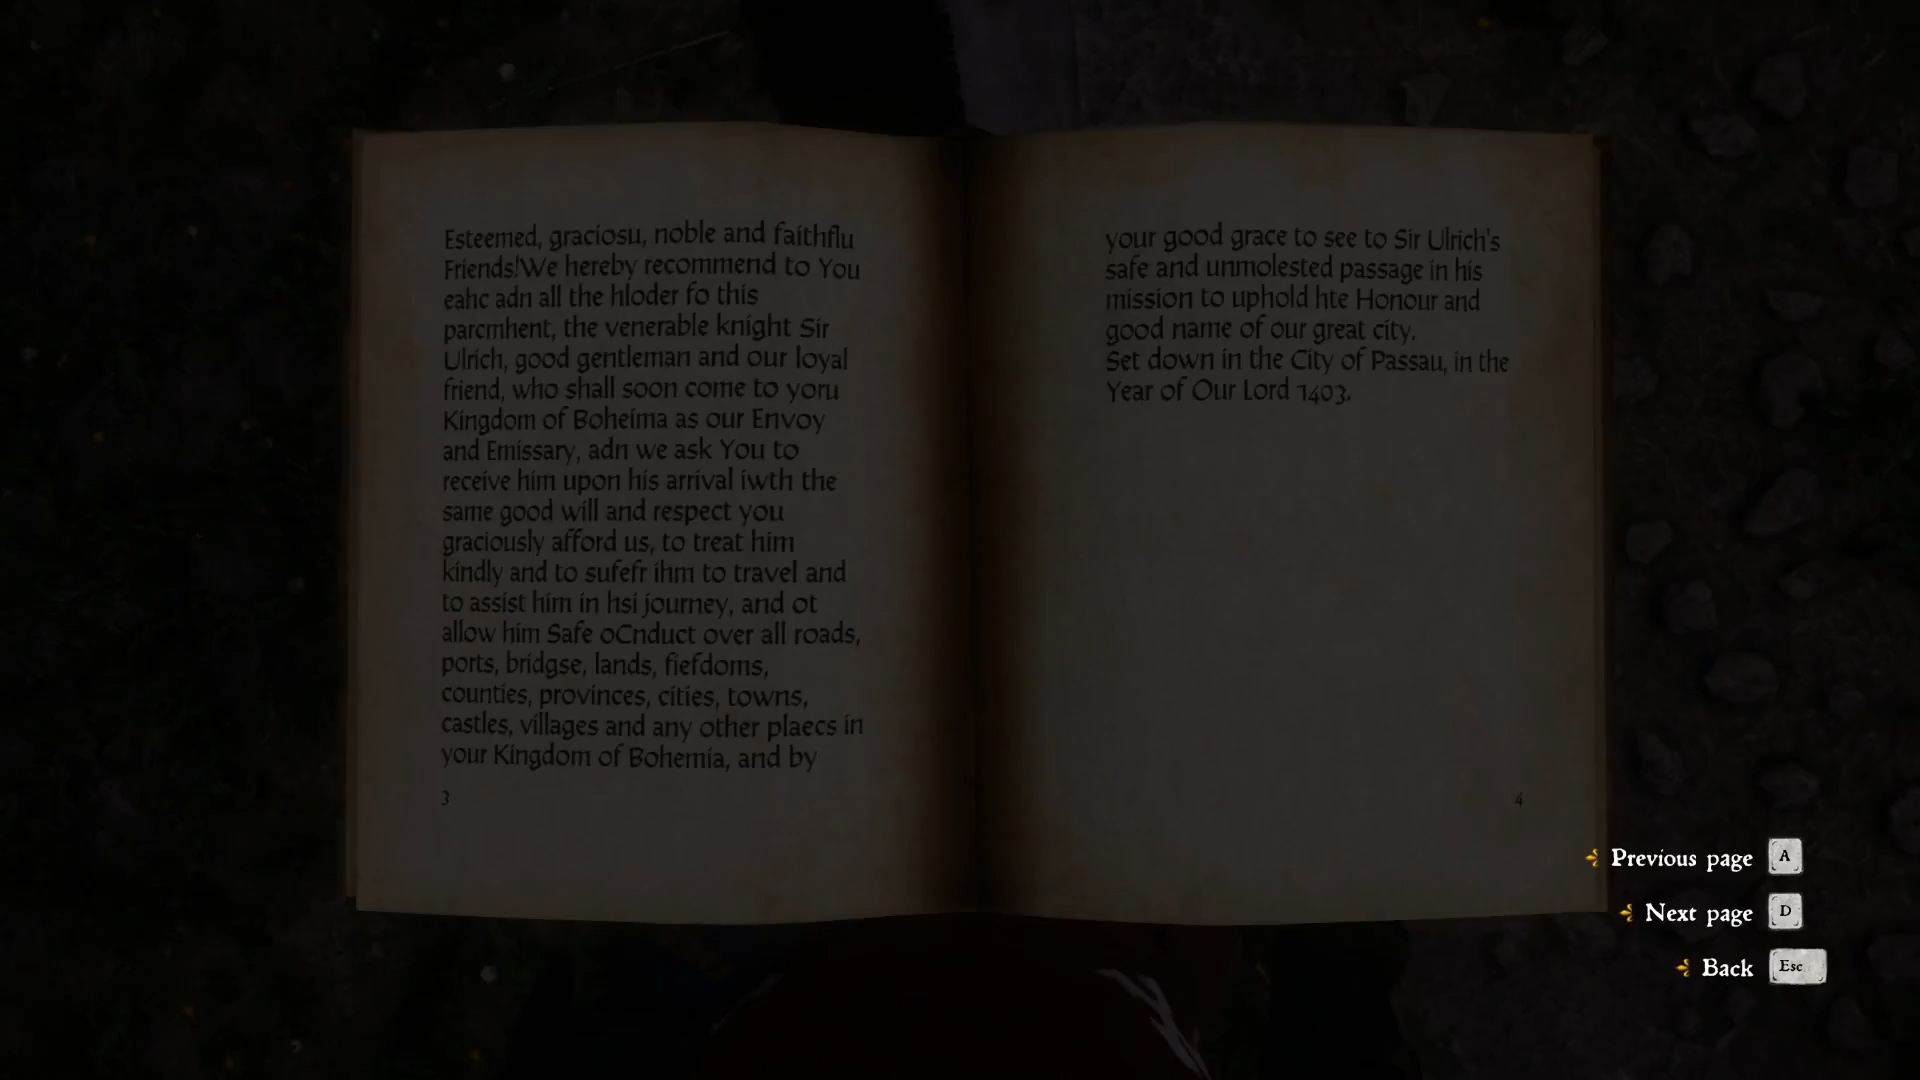 Esteemed, graciosu, noble and faithflu
Friends!We hereby recommend to You
eahc adn all the hloder fo this
parcmhent, the venerable knight Sir
Ulrich, good gentleman and our loyal
friend, who shall soon come to yoru
Kingdom of Boheima as our Envoy
and Emissary, adn we ask You to
receive him upon his arrival iwth the
same good will and respect you
graciously afford us, to treat him
kindly and to sufefr ihm to travel and
to assist him in hsi journey, and ot
allow him Safe oCnduct over all roads,
ports, bridgse, lands, fiefdoms,
counties, provinces, cities, towns,
castles, villages and any other plaecs in
your Kingdom of Bohemia, and by
3
your good grace to see to Sir Ulrich's
safe and unmolested passage in his
mission to uphold hte Honour and
good name of our great city.
Set down in the City of Passau, in the
Year of Our Lord 1403.
4
Previous page A
Next page D
Back Esc